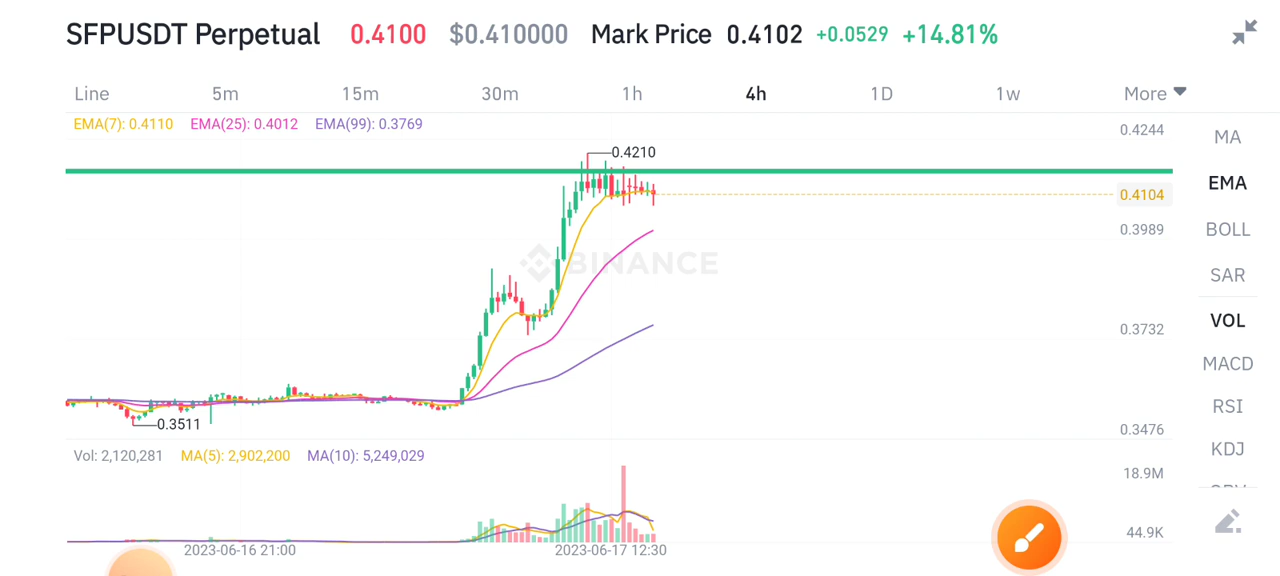 SFPUSDT Perpetual 0.4100 $0.410000 Mark Price 0.4102 +0.0529 +14.81%
Line 5m 15m 30m 1h 4h 1D 1w More
EMA(7): 0.4110 EMA(25): 0.4012 EMA(99): 0.3769
0.4244
MA
0.4210
EMA
0.4104
0.3989
BOLL
BINANCE
SAR
VOL
0.3732
MACD
RSI
0.3511
0.3476
KDJ
Vol: 2,120,281 MA(5): 2,902,200 MA(10): 5,249,029
18.9M
44.9K
2023-06-16 21:00 2023-06-17 12:30